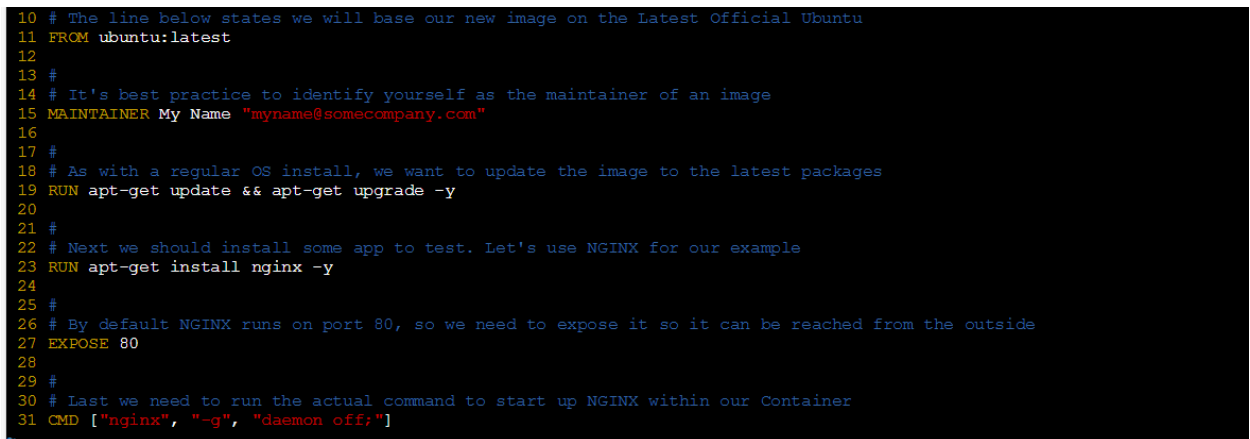 10 # The line below states we will base our new image on the Latest Official Ubuntu
11 FROM ubuntu:latest
12
13 #
14 # It's best practice to identify yourself as the maintainer of an image
15 MAINTAINER My Name "myname@somecompany.com"
16
17 #
18 # As with a regular OS install, we want to update the image to the latest packages
19 RUN apt-get update && apt-get upgrade -y
20
21 #
22 # Next we should install some app to test. Let's use NGINX for our example
23 RUN apt-get install nginx -y
24
25 #
26 # By default NGINX runs on port 80, so we need to expose it so it can be reached from the outside
27 EXPOSE 80
28
29 #
30 # Last we need to run the actual command to start up NGINX within our Container
31 CMD ["nginx", "-g", "daemon off;"]